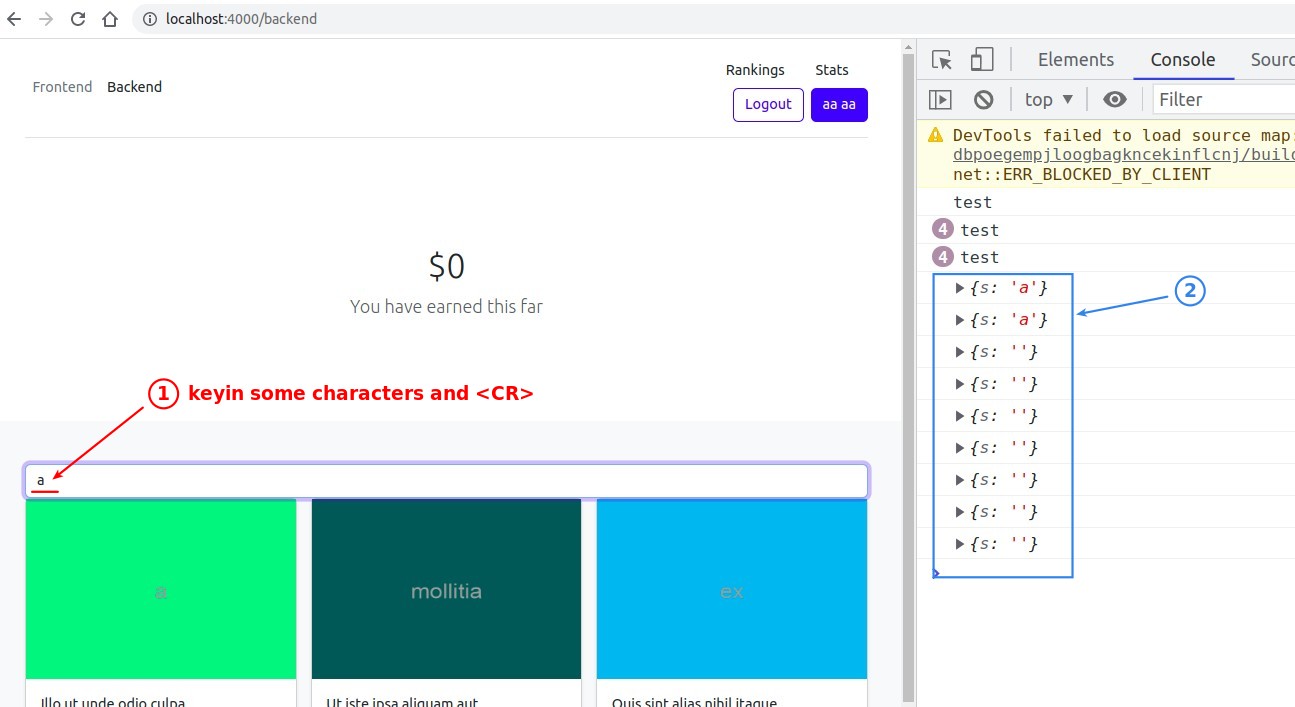 localhost:4000/backend
Frontend Backend
Rankings Stats
Logout aa aa
$0
You have earned this far
1 keyin some characters and <CR>
a
a mollitia ex
Illo ut unde odio culpa Ut iste ipsa aliquam aut Quis sint alias nihil itaque
Elements Console Sourc
top ▼ Filter
DevTools failed to load source map:
dbpoegempjloogbagkncekinflcnj/build
net::ERR_BLOCKED_BY_CLIENT
test
4 test
4 test
▶ {s: 'a'}
2
▶ {s: 'a'}
▶ {s: ''}
▶ {s: ''}
▶ {s: ''}
▶ {s: ''}
▶ {s: ''}
▶ {s: ''}
▶ {s: ''}